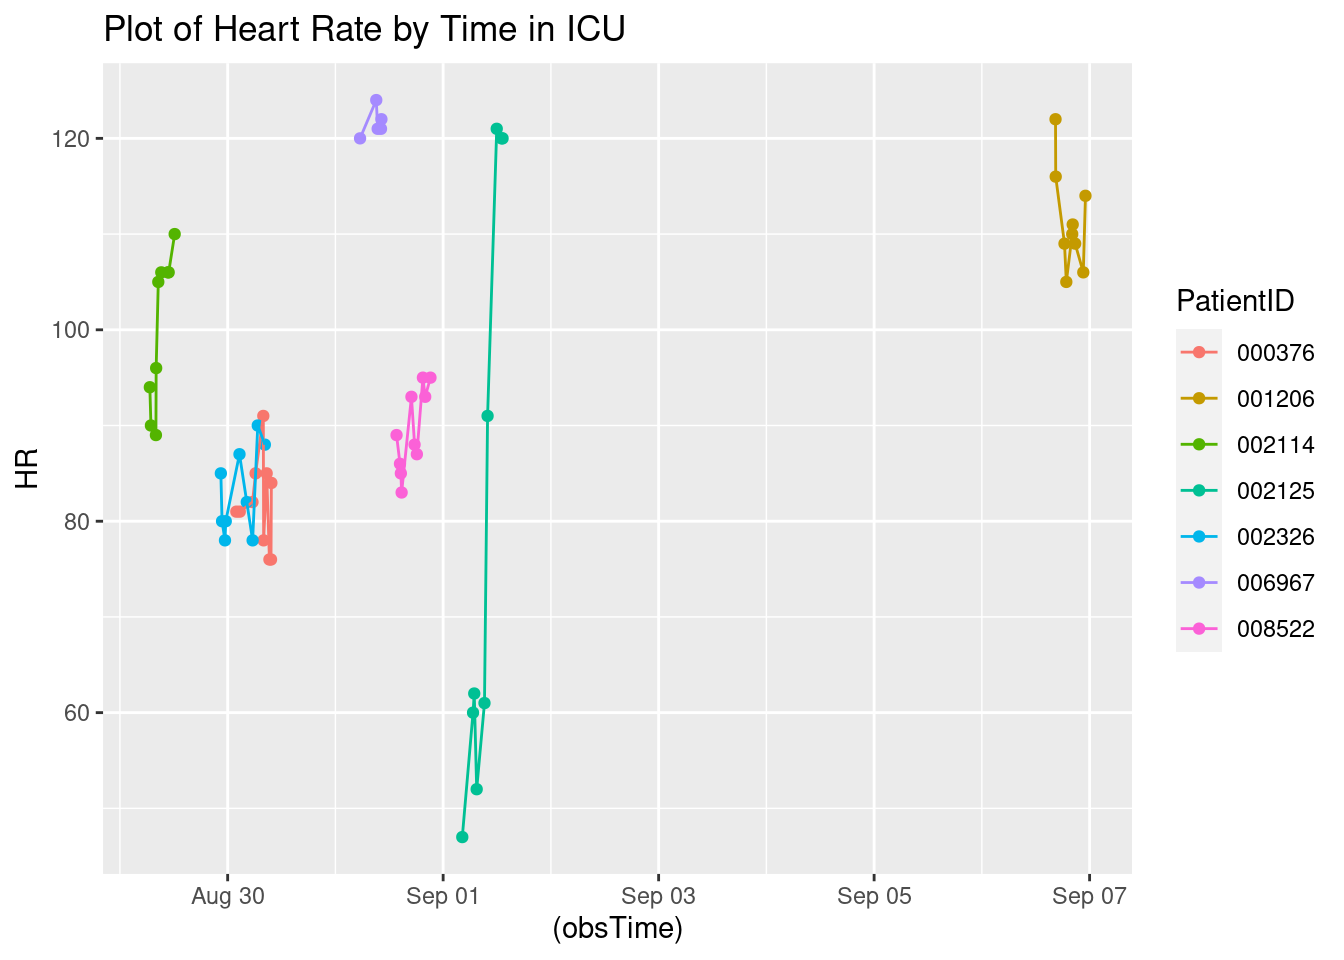 Plot of Heart Rate by Time in ICU
HR
120
100
80
60
Aug 30
Sep 01
Sep 03
Sep 05
Sep 07
(obsTime)
PatientID
000376
001206
002114
002125
002326
006967
008522